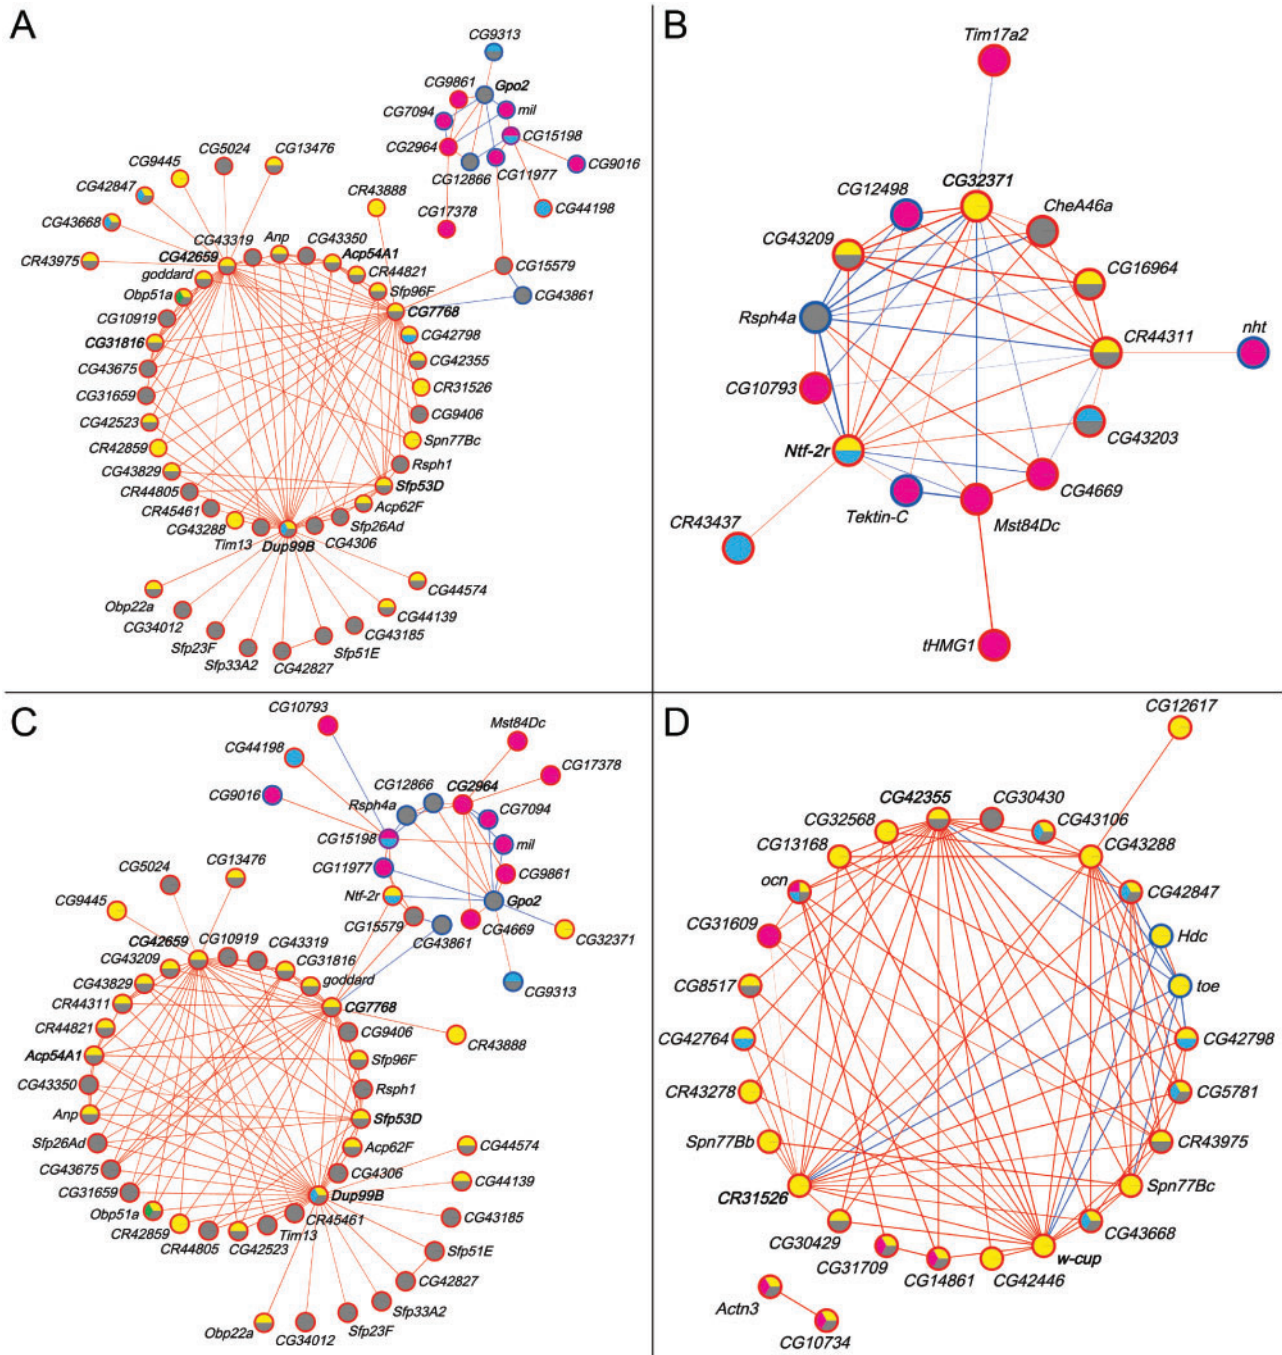 A
CG9313
CG9861
Gpo2
CG7094
mil
CG2964
CG15198
CG9016
CG12866
CG11977
CG44198
CG17378
CR43888
CG15579
CG43861
CG13476
CG5024
CG9445
CG42847
CG43668
CR43975
CG43319
Anp
CG43350
CG42659
Acp54A1
goddard
CR44821
Sfp96F
Obp51a
CG7768
CG10919
CG42798
CG31816
CG42355
CG43675
CR31526
CG31659
CG9406
CG42523
Spn77Bc
CR42859
Rsph1
CG43829
Sfp53D
CR44805
Acp62F
CR45461
Sfp26Ad
CG43288
CG4306
Tim13
Dup99B
CG44574
Obp22a
CG44139
CG34012
CG43185
Sfp23F
Sfp51E
Sfp33A2
CG42827
B
Tim17a2
CG32371
CG12498
CheA46a
CG43209
CG16964
Rsph4a
CR44311
nht
CG10793
CG43203
Ntf-2r
CG4669
Tektin-C
Mst84Dc
CR43437
tHMG1
C
CG10793
Mst84Dc
CG44198
CG17378
CG12866
CG2964
CG9016
Rsph4a
CG7094
CG15198
mil
CG11977
CG9861
Ntf-2r
Gpo2
CG15579
CG4669
CG43861
CG32371
CG9313
CG13476
CG5024
CG9445
CG42659
CG10919
CG43319
CG43209
CG31816
CG43829
goddard
CR44311
CG7768
CR44821
CG9406
CR43888
Acp54A1
Sfp96F
CG43350
Rsph1
Anp
Sfp53D
Sfp26Ad
Acp62F
CG44574
CG43675
CG4306
CG44139
CG31659
Dup99B
Obp51a
CR45461
CG43185
CR42859
Tim13
CR44805
CG42523
Sfp51E
CG42827
Sfp33A2
Obp22a
CG34012
Sfp23F
D
CG12617
CG42355
CG30430
CG32568
CG43106
CG13168
CG43288
ocn
CG42847
CG31609
Hdc
CG8517
toe
CG42764
CG42798
CR43278
CG5781
Spn77Bb
CR43975
CR31526
Spn77Bc
CG30429
CG43668
CG31709
w-cup
CG14861
CG42446
Actn3
CG10734